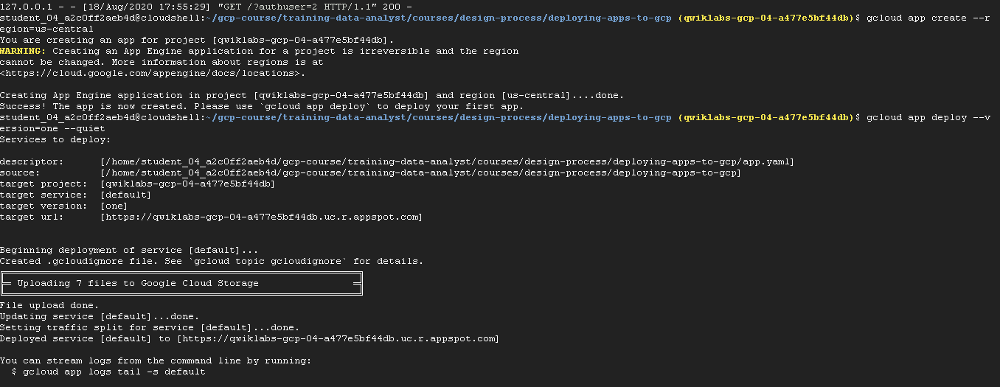 127.0.0.1 - - [18/Aug/2020 17:55:29] "GET /?authuser=2 HTTP/1.1" 200 -
student_04_a2c0ff2aeb4d@cloudshell:~/gcp-course/training-data-analyst/courses/design-process/deploying-apps-to-gcp (qwiklabs-gcp-04-a477e5bf44db)$ gcloud app create --r
egion=us-central
You are creating an app for project [qwiklabs-gcp-04-a477e5bf44db].
WARNING: Creating an App Engine application for a project is irreversible and the region
cannot be changed. More information about regions is at
<https://cloud.google.com/appengine/docs/locations>.
Creating App Engine application in project [qwiklabs-gcp-04-a477e5bf44db] and region [us-central]....done.
Success! The app is now created. Please use `gcloud app deploy` to deploy your first app.
student_04_a2c0ff2aeb4d@cloudshell:~/gcp-course/training-data-analyst/courses/design-process/deploying-apps-to-gcp (qwiklabs-gcp-04-a477e5bf44db)$ gcloud app deploy --v
ersion=one --quiet
Services to deploy:
descriptor: [/home/student_04_a2c0ff2aeb4d/gcp-course/training-data-analyst/courses/design-process/deploying-apps-to-gcp/app.yaml]
source: [/home/student_04_a2c0ff2aeb4d/gcp-course/training-data-analyst/courses/design-process/deploying-apps-to-gcp]
target project: [qwiklabs-gcp-04-a477e5bf44db]
target service: [default]
target version: [one]
target url: [https://qwiklabs-gcp-04-a477e5bf44db.uc.r.appspot.com]
Beginning deployment of service [default]...
Created .gcloudignore file. See `gcloud topic gcloudignore` for details.
Uploading 7 files to Google Cloud Storage
File upload done.
Updating service [default]...done.
Setting traffic split for service [default]...done.
Deployed service [default] to [https://qwiklabs-gcp-04-a477e5bf44db.uc.r.appspot.com]
You can stream logs from the command line by running:
$ gcloud app logs tail -s default